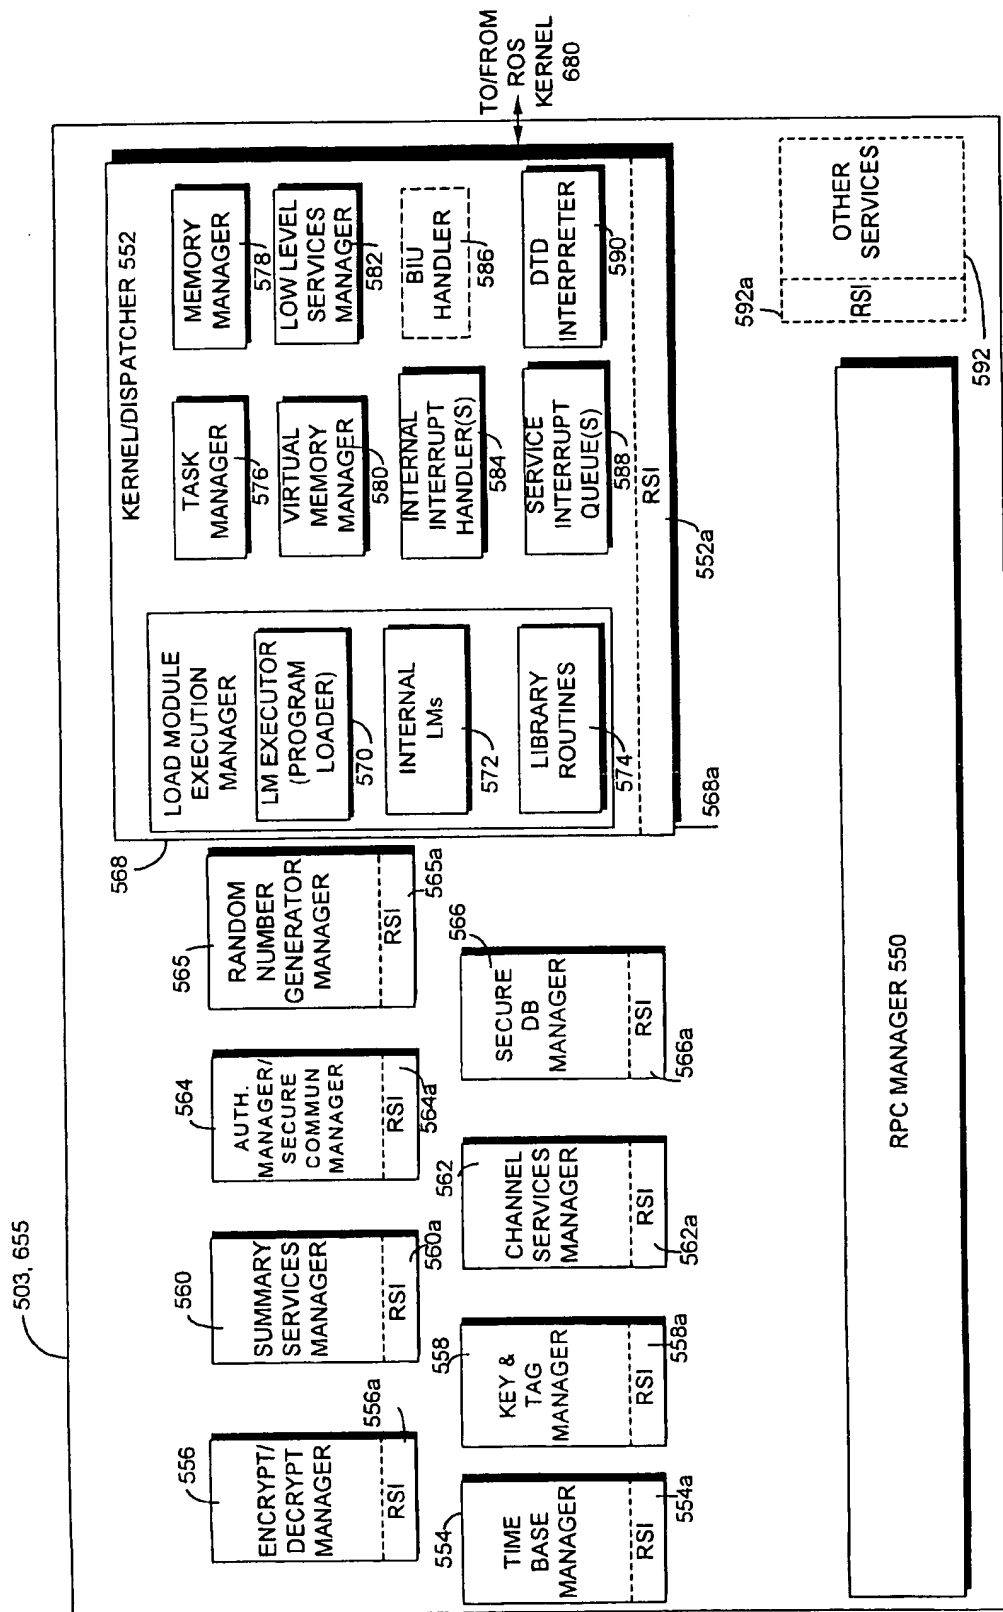 503, 655
KERNEL/DISPATCHER 552
TO/FROM
ROS
KERNEL
680
LOAD MODULE
EXECUTION
MANAGER
568
LM EXECUTOR
(PROGRAM
LOADER)
570
INTERNAL
LMs
572
LIBRARY
ROUTINES
574
TASK
MANAGER
576
MEMORY
MANAGER
578
VIRTUAL
MEMORY
MANAGER
580
LOW LEVEL
SERVICES
MANAGER
582
INTERNAL
INTERRUPT
HANDLER(S)
584
BIU
HANDLER
586
SERVICE
INTERRUPT
QUEUE(S)
588
DTD
INTERPRETER
590
RSI
552a
568a
556
ENCRYPT/
DECRYPT
MANAGER
RSI
556a
560
SUMMARY
SERVICES
MANAGER
RSI
560a
564
AUTH.
MANAGER/
SECURE
COMMUN
MANAGER
RSI
564a
565
RANDOM
NUMBER
GENERATOR
MANAGER
RSI
565a
554
TIME
BASE
MANAGER
RSI
554a
558
KEY &
TAG
MANAGER
RSI
558a
562
CHANNEL
SERVICES
MANAGER
RSI
562a
566
SECURE
DB
MANAGER
RSI
566a
592a
RSI
OTHER
SERVICES
592
RPC MANAGER 550